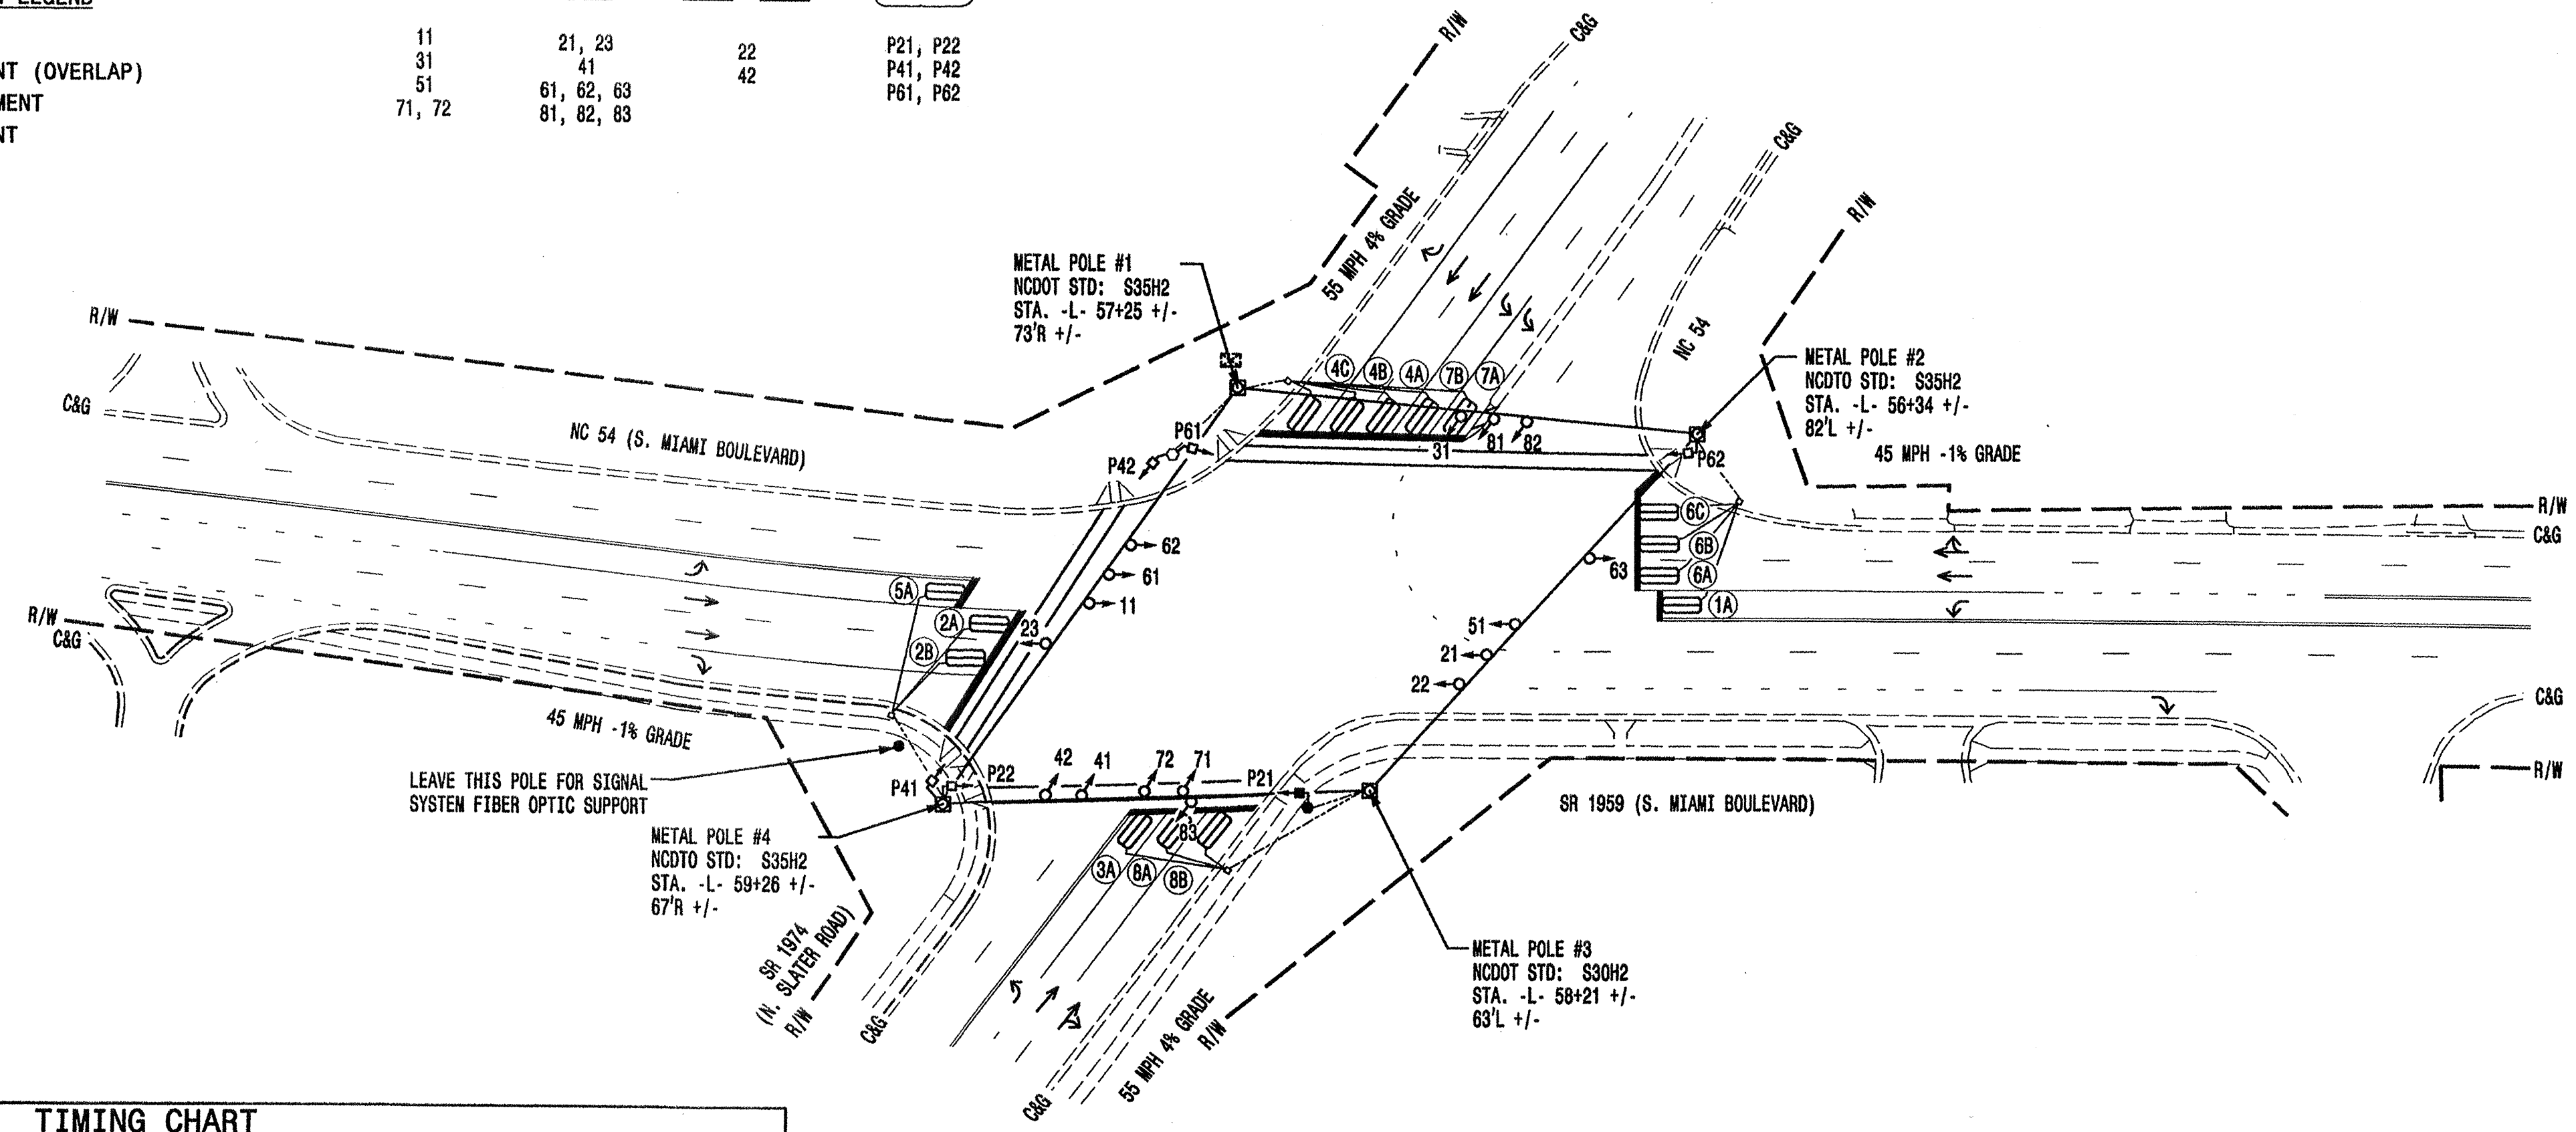 LEGEND
NT (OVERLAP)
MENT
NT
11
31
51
71, 72
21, 23
41
61, 62, 63
81, 82, 83
22
42
P21, P22
P41, P42
P61, P62
R/W
C&G
C&G
R/W
55 MPH 4% GRADE
NC 54
METAL POLE #1
NCDOT STD: S35H2
STA. -L- 57+25 +/-
73'R +/-
METAL POLE #2
NCDTO STD: S35H2
STA. -L- 56+34 +/-
82'L +/-
45 MPH -1% GRADE
R/W
C&G
NC 54 (S. MIAMI BOULEVARD)
4C
4B
4A
7B
7A
P61
P42
31
81
82
P62
R/W
C&G
6C
6B
6A
1A
62
61
11
63
5A
2A
2B
23
51
21
22
R/W
C&G
45 MPH -1% GRADE
C&G
R/W
LEAVE THIS POLE FOR SIGNAL
SYSTEM FIBER OPTIC SUPPORT
P41
P22
42
41
72
71
P21
83
SR 1959 (S. MIAMI BOULEVARD)
METAL POLE #4
NCDTO STD: S35H2
STA. -L- 59+26 +/-
67'R +/-
3A
8A
8B
SR 1974
(N. SLATER ROAD)
R/W
C&G
METAL POLE #3
NCDOT STD: S30H2
STA. -L- 58+21 +/-
63'L +/-
C&G
55 MPH 4% GRADE
R/W
TIMING CHART